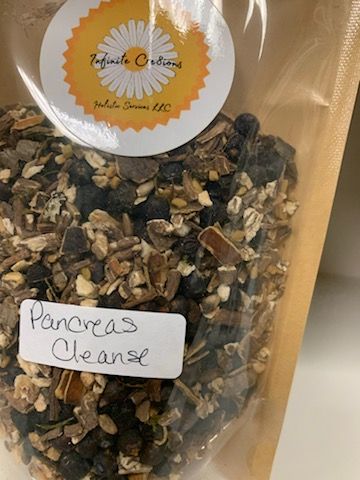 Infinite Cre8ions
Holistic Services LLC
Pancreas
Cleanse